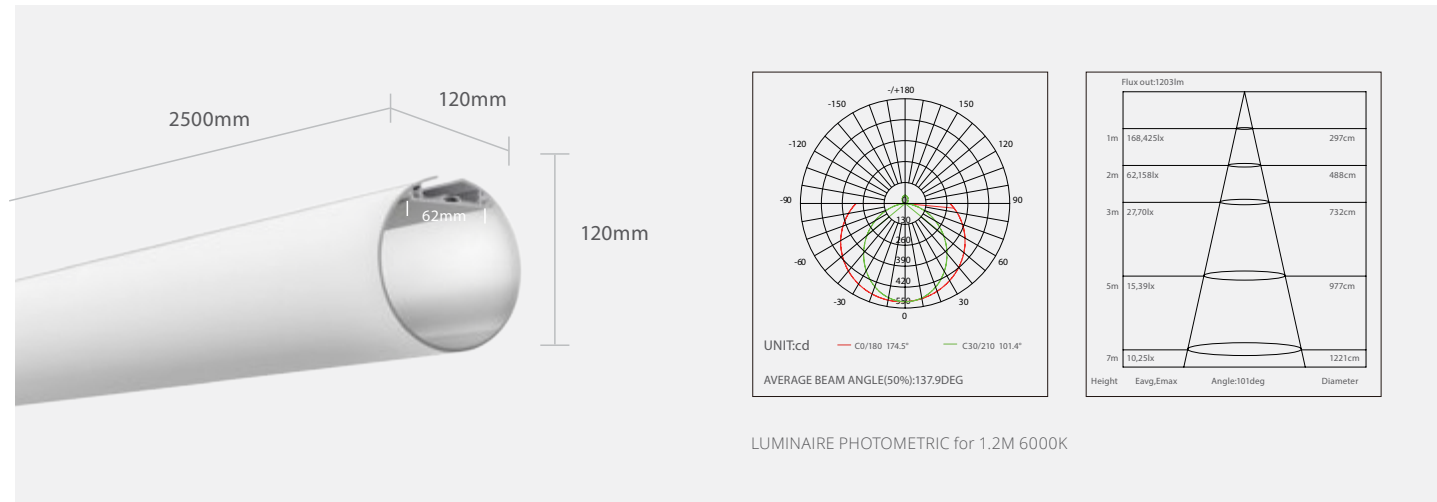 2500mm
120mm
62mm
120mm
-/+180
-150
150
-120
120
-90
90
-60
60
-30
30
0
0
130
260
390
420
550
UNIT:cd
C0/180 174.5°
C30/210 101.4°
AVERAGE BEAM ANGLE(50%):137.9DEG
Flux out:1203lm
1m 168,425lx 297cm
2m 62,158lx 488cm
3m 27,70lx 732cm
5m 15,39lx 977cm
7m 10,25lx 1221cm
Height Eavg,Emax Angle:101deg Diameter
LUMINAIRE PHOTOMETRIC for 1.2M 6000K